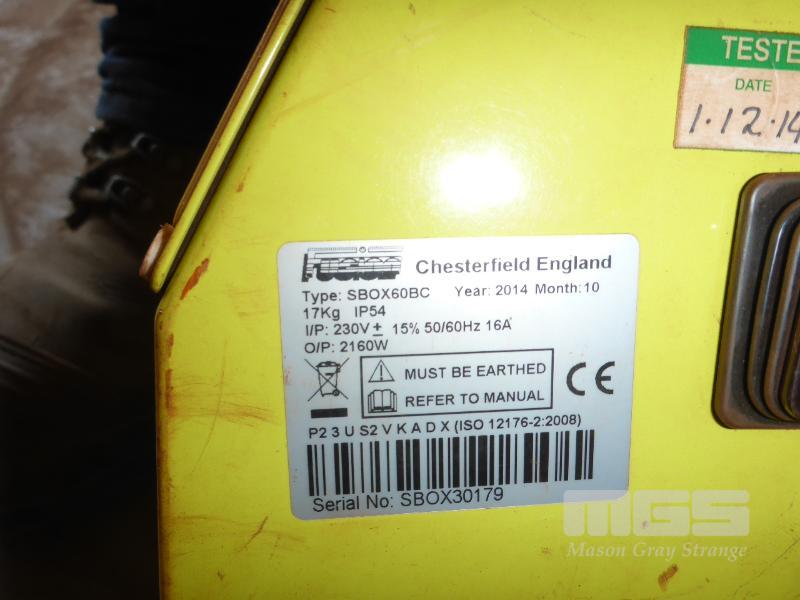 TESTE
DATE
1.12.14
Fusion Chesterfield England
Type: SBOX60BC Year: 2014 Month:10
17Kg IP54
I/P: 230V ± 15% 50/60Hz 16A
O/P: 2160W
MUST BE EARTHED
REFER TO MANUAL
CE
P2 3 U S2 V K A D X (ISO 12176-2:2008)
Serial No: SBOX30179
MGS
Mason Gray Strange